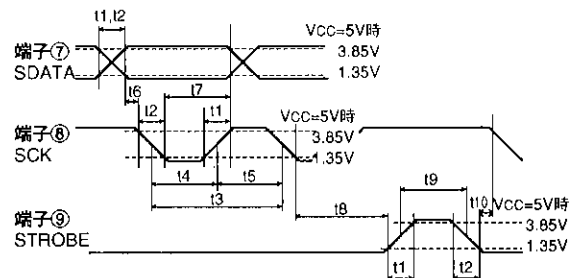 t1,t2
VCC=5V時
端子⑦
SDATA
3.85V
1.35V
t6
t2
t7
t1
VCC=5V時
端子⑧
SCK
3.85V
1.35V
t4
t5
t3
t9
t10
VCC=5V時
t8
端子⑨
STROBE
3.85V
1.35V
t1
t2